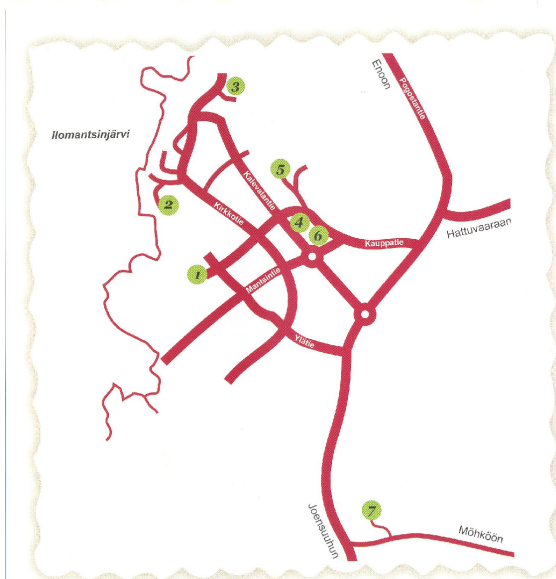 Enoon
Pogostantie
3
Ilomantsinjärvi
5
Kalevalantie
2
Kirkkotie
4
6
Hattuvaaraan
Kauppatie
1
Mantsintie
Ylätie
7
Joensuuhun
Möhköön